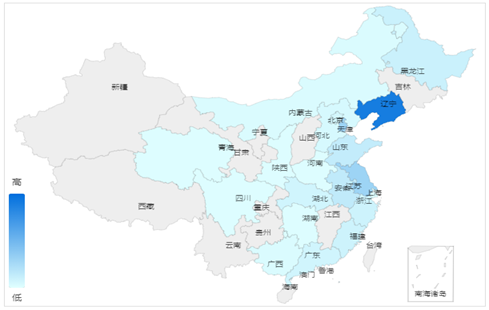 黑龙江
吉林
辽宁
新疆
内蒙古
北京
天津
宁夏
山西
河北
山东
青海
甘肃
陕西
河南
江苏
安徽
上海
西藏
四川
重庆
湖北
浙江
湖南
江西
贵州
云南
福建
台湾
广西
广东
香港
澳门
海南
南海诸岛
高
低